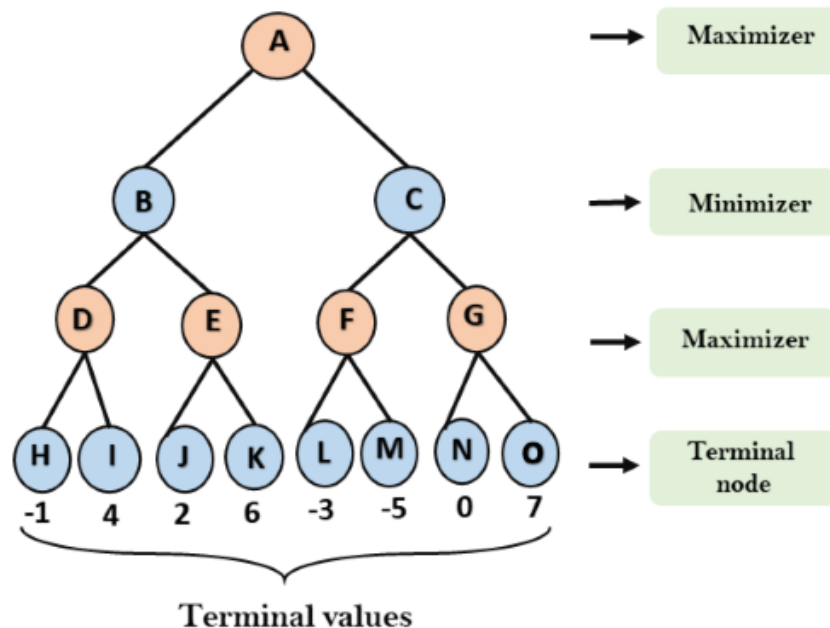 A
Maximizer
B
C
Minimizer
D
E
F
G
Maximizer
H
I
J
K
L
M
N
O
Terminal
node
-1
4
2
6
-3
-5
0
7
Terminal values